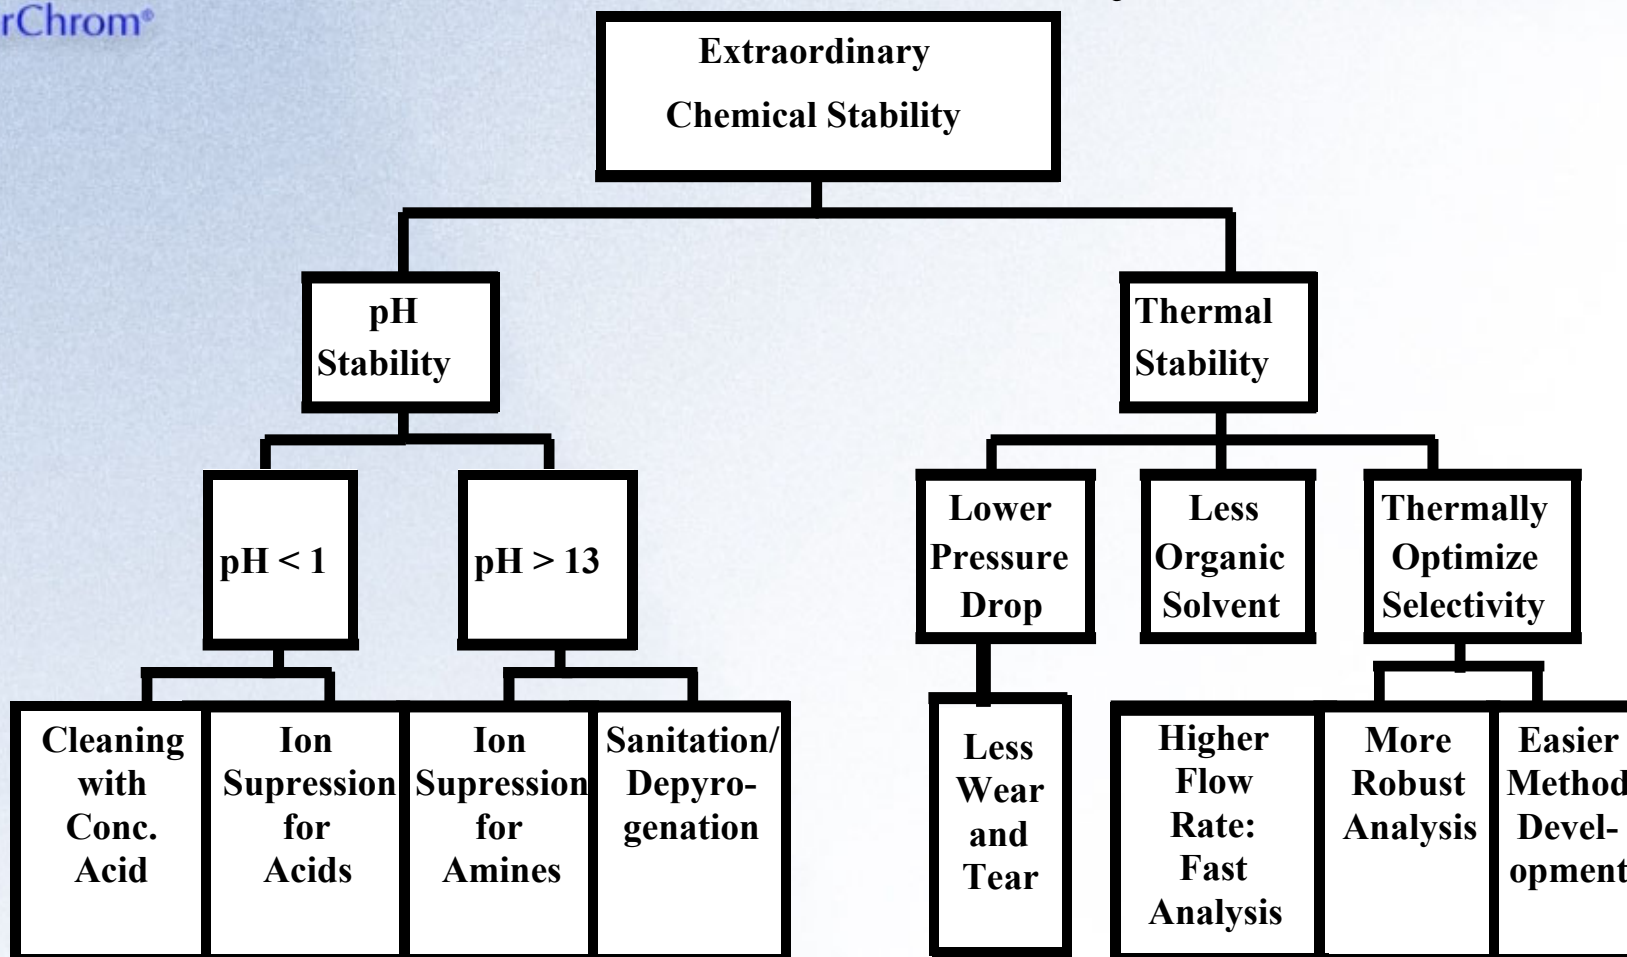 rChrom®
Extraordinary
Chemical Stability
pH
Stability
Thermal
Stability
pH < 1
pH > 13
Lower
Pressure
Drop
Less
Organic
Solvent
Thermally
Optimize
Selectivity
Cleaning
with
Conc.
Acid
Ion
Supression
for
Acids
Ion
Supression
for
Amines
Sanitation/
Depyro-
genation
Less
Wear
and
Tear
Higher
Flow
Rate:
Fast
Analysis
More
Robust
Analysis
Easier
Method
Devel-
opment